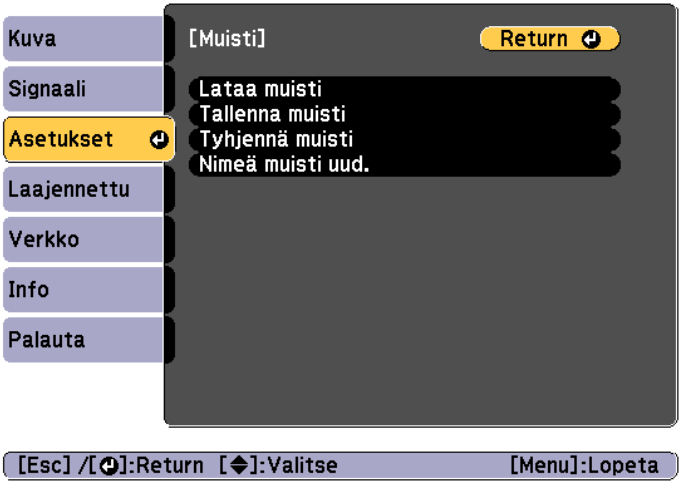 Kuva
Signaali
Asetukset
Laajennettu
Verkko
Info
Palauta
[Muisti]
Return
Lataa muisti
Tallenna muisti
Tyhjennä muisti
Nimeä muisti uud.
[Esc] /[⏎]:Return [◆]:Valitse [Menu]:Lopeta